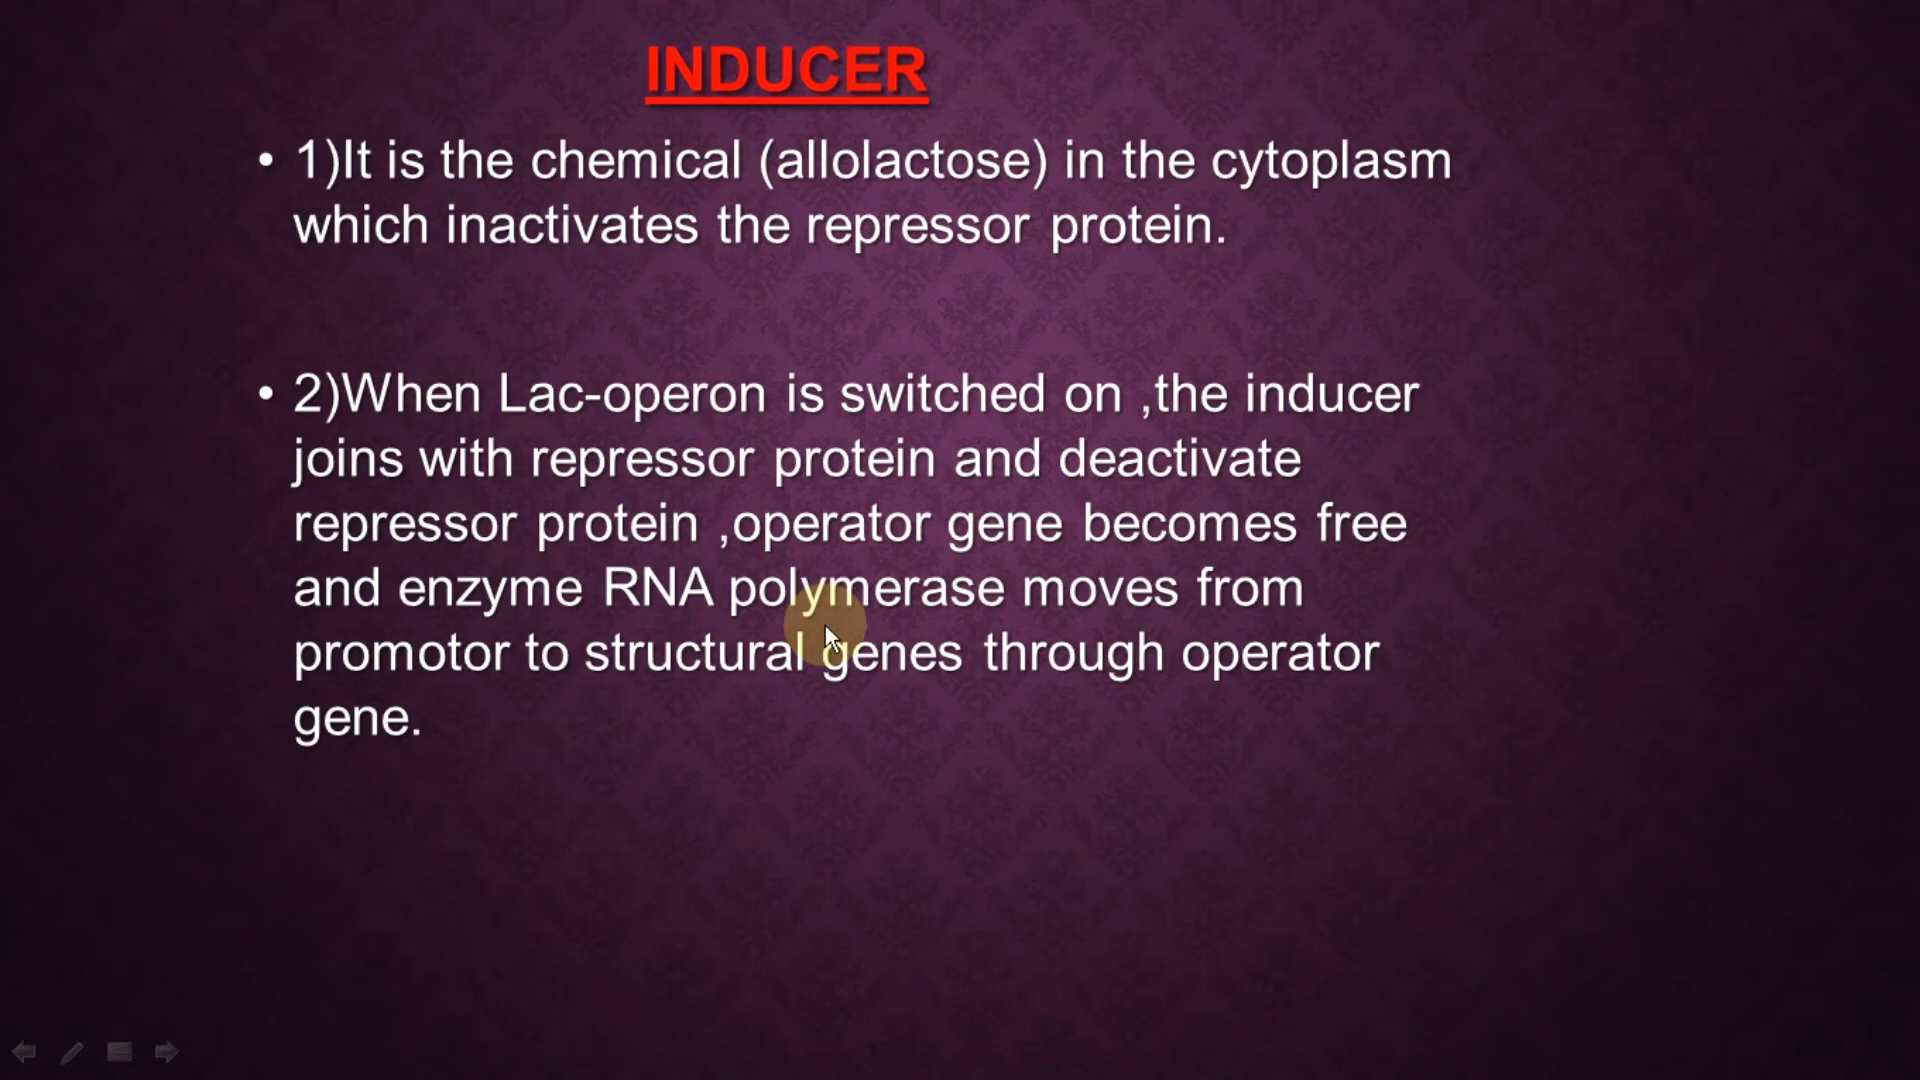 INDUCER
• 1)It is the chemical (allolactose) in the cytoplasm
which inactivates the repressor protein.
• 2)When Lac-operon is switched on ,the inducer
joins with repressor protein and deactivate
repressor protein ,operator gene becomes free
and enzyme RNA polymerase moves from
promotor to structural genes through operator
gene.